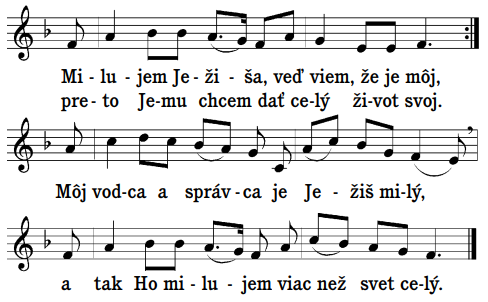 Mi - lu - jem Je - ži - ša, veď viem, že je môj,
pre - to Je-mu chcem dať ce-lý ži-vot svoj.
Môj vod-ca a správ-ca je Je - žiš mi-lý,
a tak Ho mi - lu - jem viac než svet ce-lý.